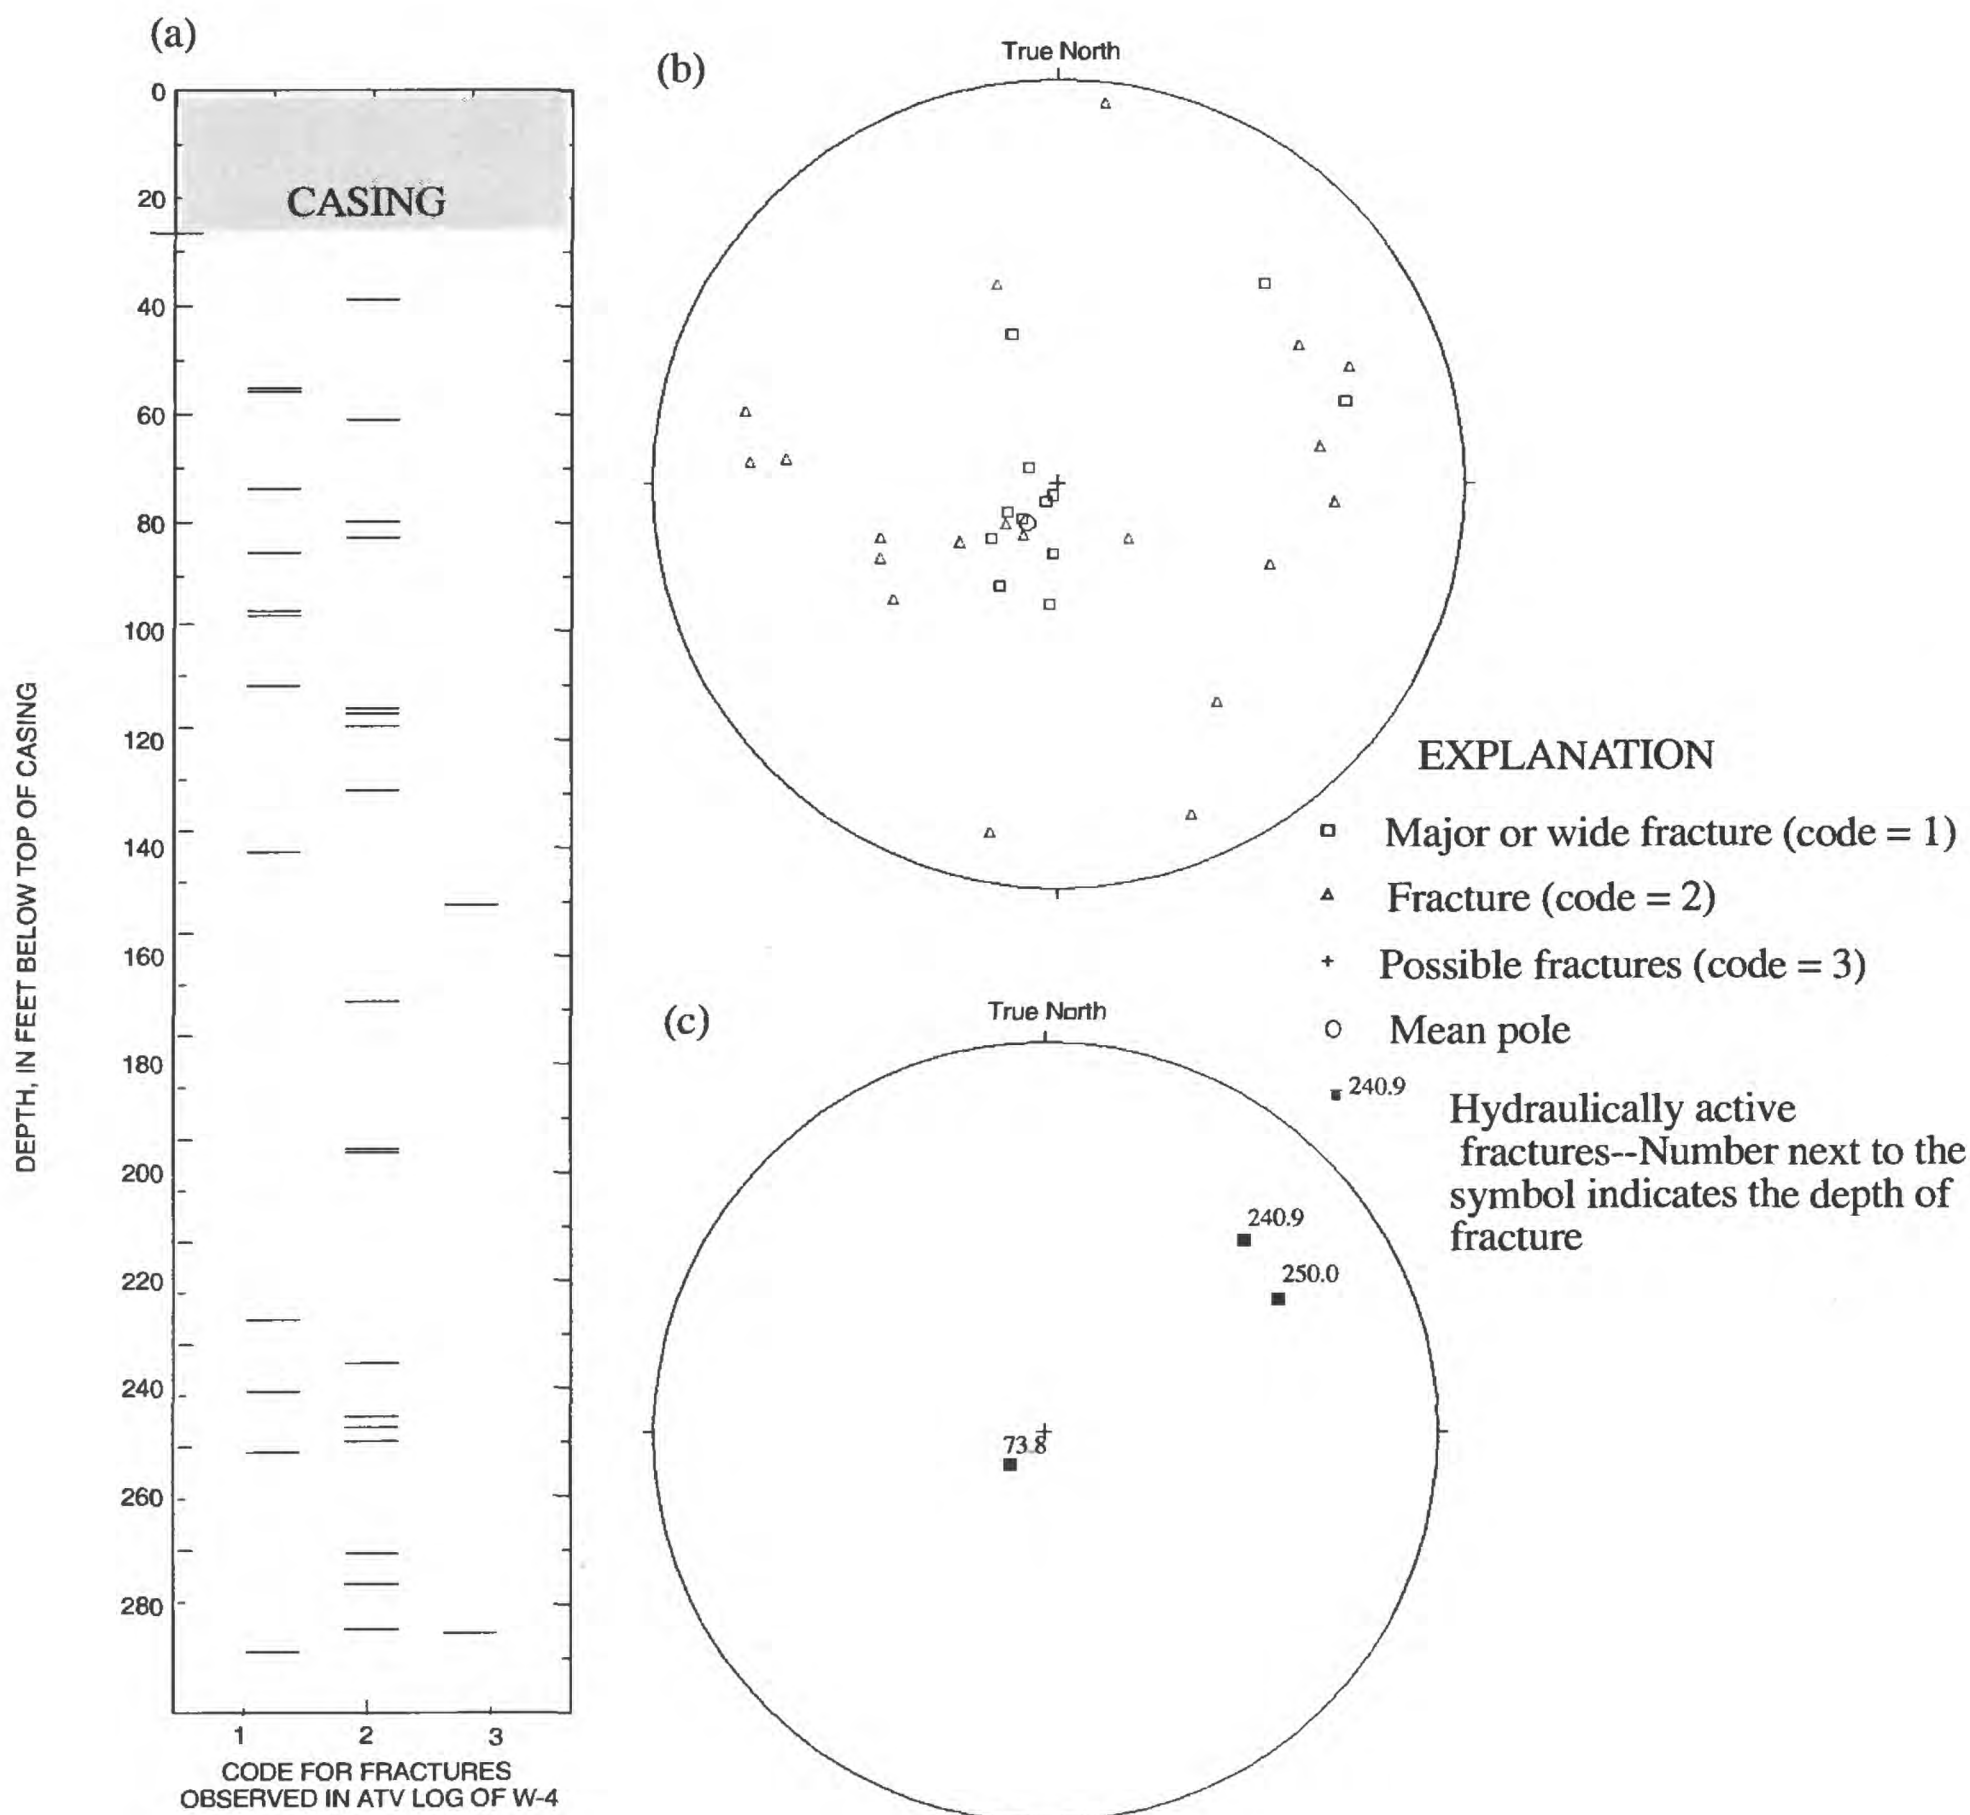 (a)
0
20
40
60
80
100
120
140
160
180
200
220
240
260
280
CASING
DEPTH, IN FEET BELOW TOP OF CASING
1 2 3
CODE FOR FRACTURES
OBSERVED IN ATV LOG OF W-4
(b)
True North
EXPLANATION
Major or wide fracture (code = 1)
Fracture (code = 2)
Possible fractures (code = 3)
Mean pole
240.9
Hydraulically active
fractures--Number next to the
symbol indicates the depth of
fracture
(c)
True North
240.9
250.0
73.8